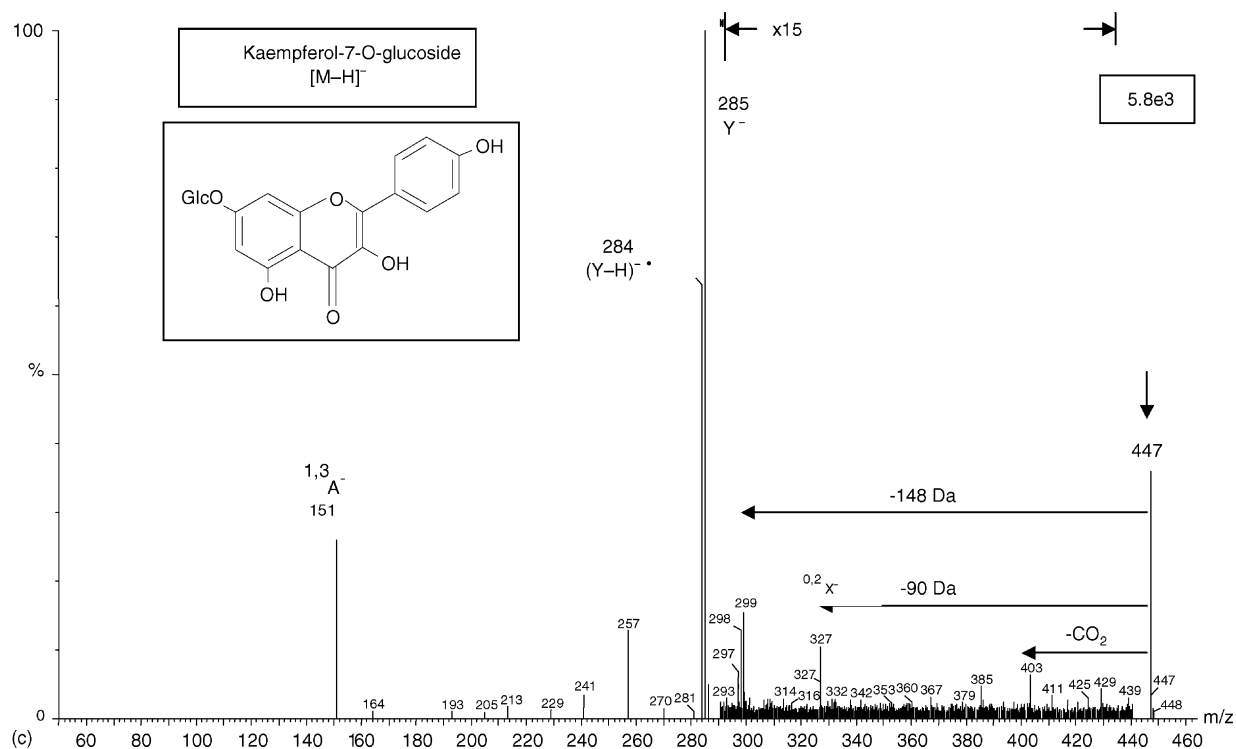 100
Kaempferol-7-O-glucoside
[M–H]⁻
x15
5.8e3
285
Y⁻
OH
GlcO
O
OH
OH
O
284
(Y–H)⁻•
%
447
1,3A⁻
151
-148 Da
0,2X⁻
-90 Da
-CO₂
164
193
205
213
229
241
257
270
281
293
297
298
299
314
316
327
327
332
342
353
360
367
379
385
403
411
425
429
439
447
448
0
60 80 100 120 140 160 180 200 220 240 260 280 300 320 340 360 380 400 420 440 460 m/z
(c)